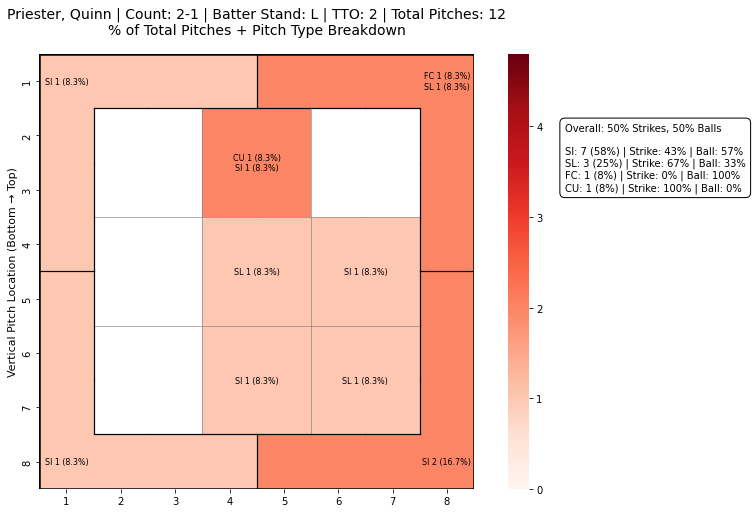 Priester, Quinn | Count: 2-1 | Batter Stand: L | TTO: 2 | Total Pitches: 12
% of Total Pitches + Pitch Type Breakdown
SI 1 (8.3%)
FC 1 (8.3%)
SL 1 (8.3%)
CU 1 (8.3%)
SI 1 (8.3%)
SL 1 (8.3%)
SI 1 (8.3%)
SI 1 (8.3%)
SL 1 (8.3%)
SI 1 (8.3%)
SI 2 (16.7%)
Vertical Pitch Location (Bottom → Top)
1
2
3
4
5
6
7
8
1 2 3 4 5 6 7 8
4
3
2
1
0
Overall: 50% Strikes, 50% Balls
SI: 7 (58%) | Strike: 43% | Ball: 57%
SL: 3 (25%) | Strike: 67% | Ball: 33%
FC: 1 (8%) | Strike: 0% | Ball: 100%
CU: 1 (8%) | Strike: 100% | Ball: 0%